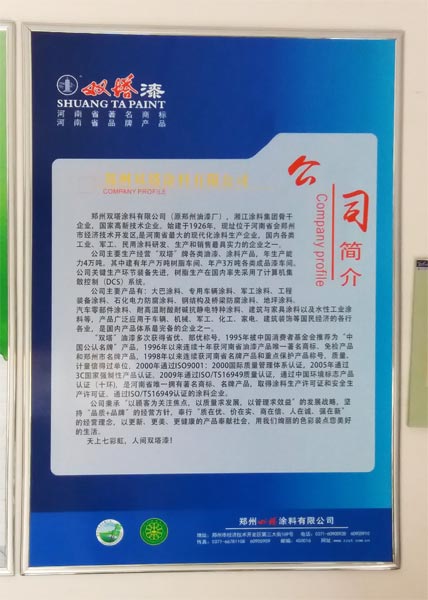 双塔漆
SHUANG TA PAINT
河南省著名商标
河南省品牌产品
COMPANY PROFILE
公司简介
Company profile
郑州双塔涂料有限公司（原郑州油漆厂），湘江涂料集团骨干
企业，国家高新技术企业。始建于1926年，现址位于河南省会郑州
市经济技术开发区,是河南省最大的现代化涂料生产企业，国内各类
工业、军工、民用涂料研发、生产和销售最具实力的企业之一。
公司主要生产经营“双塔”牌各类油漆、涂料产品，年生产能
力4万吨。其中建有年产万吨树脂车间、年产3万吨各类成品漆车间。
公司关键生产环节装备先进，树脂生产在国内率先采用了计算机集
散控制（DCS）系统。
公司主要产品有：大巴涂料、专用车辆涂料、军工涂料、工程
装备涂料、石化电力防腐涂料、钢结构及桥梁防腐涂料、地坪涂料、
汽车零部件涂料、耐高温耐酸耐碱抗静电特种涂料、建筑与家具涂料以及水性工业涂
料等，产品广泛应用于车辆、机械、军工、化工、家电、建筑装饰等国民经济的各行
各业，是国内产品体系最完备的企业之一。
“双塔”油漆多次获得省优、部优称号，1995年被中国消费者基金会推荐为“中
国公认名牌”产品，1996年以来连续十年获河南省油漆产品唯一著名商标、免检产品
和郑州市名牌产品，1998年以来连续获河南省名牌产品和重点保护产品称号，质量、
计量信得过单位，2000年通过ISO9001：2000国际质量管理体系认证，2005年通过
3C国家强制性产品认证、2009年通过ISO/TS16949质量认证，通过中国环境标志产品
认证（十环），是河南省唯一拥有著名商标、名牌产品，取得涂料生产许可证和安全生
产许可证、通过ISO/TS16949认证的涂料企业。
公司秉承“以顾客为关注焦点，以质量求发展，以管理求效益”的发展战略，坚
持“品质+品牌”的经营方针，奉行“质在优、价在实、商在信、人在诚、强在新”
的经营理念，以更新、更美、更健康的产品奉献社会，用我们绚丽的色彩装点您美好
的生活。
天上七彩虹，人间双塔漆！
郑州双塔涂料有限公司
地址：郑州市经济技术开发区第三大街169号